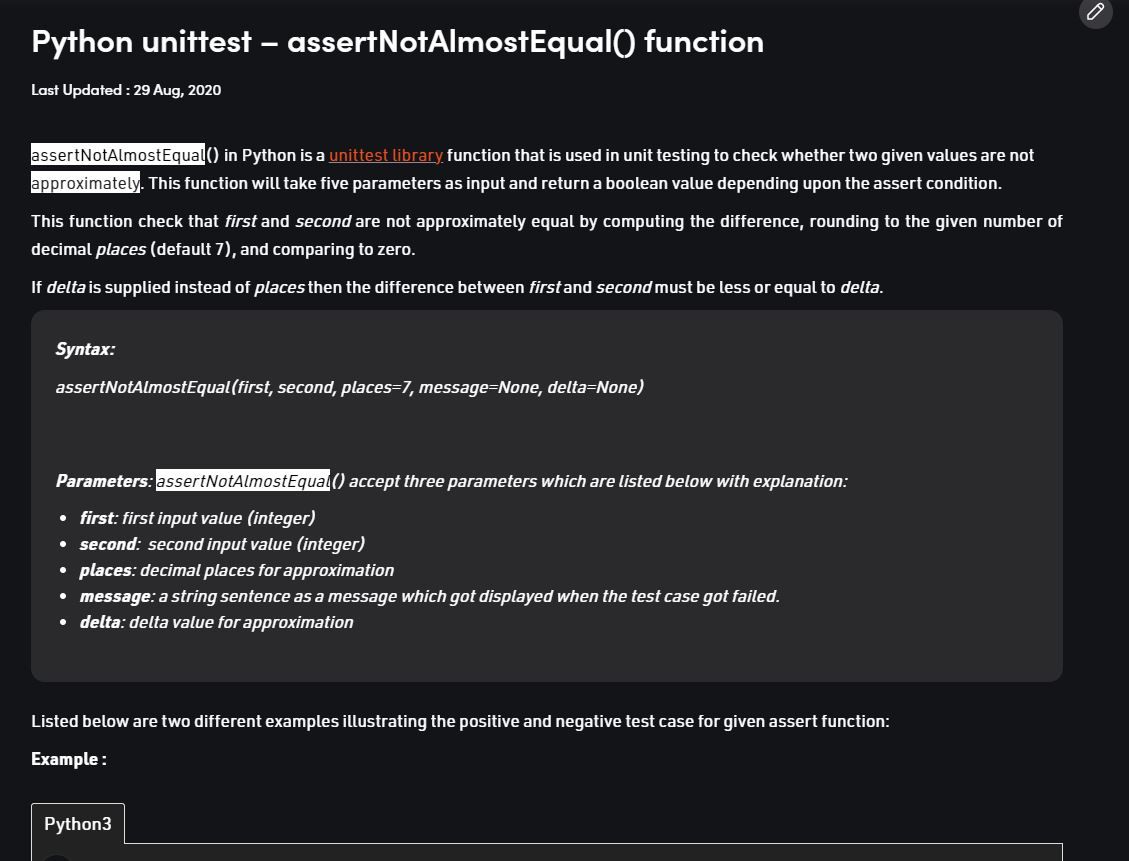 Python unittest – assertNotAlmostEqual() function
Last Updated : 29 Aug, 2020
assertNotAlmostEqual() in Python is a unittest library function that is used in unit testing to check whether two given values are not
approximately. This function will take five parameters as input and return a boolean value depending upon the assert condition.
This function check that first and second are not approximately equal by computing the difference, rounding to the given number of
decimal places (default 7), and comparing to zero.
If delta is supplied instead of places then the difference between first and second must be less or equal to delta.
Syntax:
assertNotAlmostEqual(first, second, places=7, message=None, delta=None)
Parameters: assertNotAlmostEqual() accept three parameters which are listed below with explanation:
• first: first input value (integer)
• second: second input value (integer)
• places: decimal places for approximation
• message: a string sentence as a message which got displayed when the test case got failed.
• delta: delta value for approximation
Listed below are two different examples illustrating the positive and negative test case for given assert function:
Example :
Python3